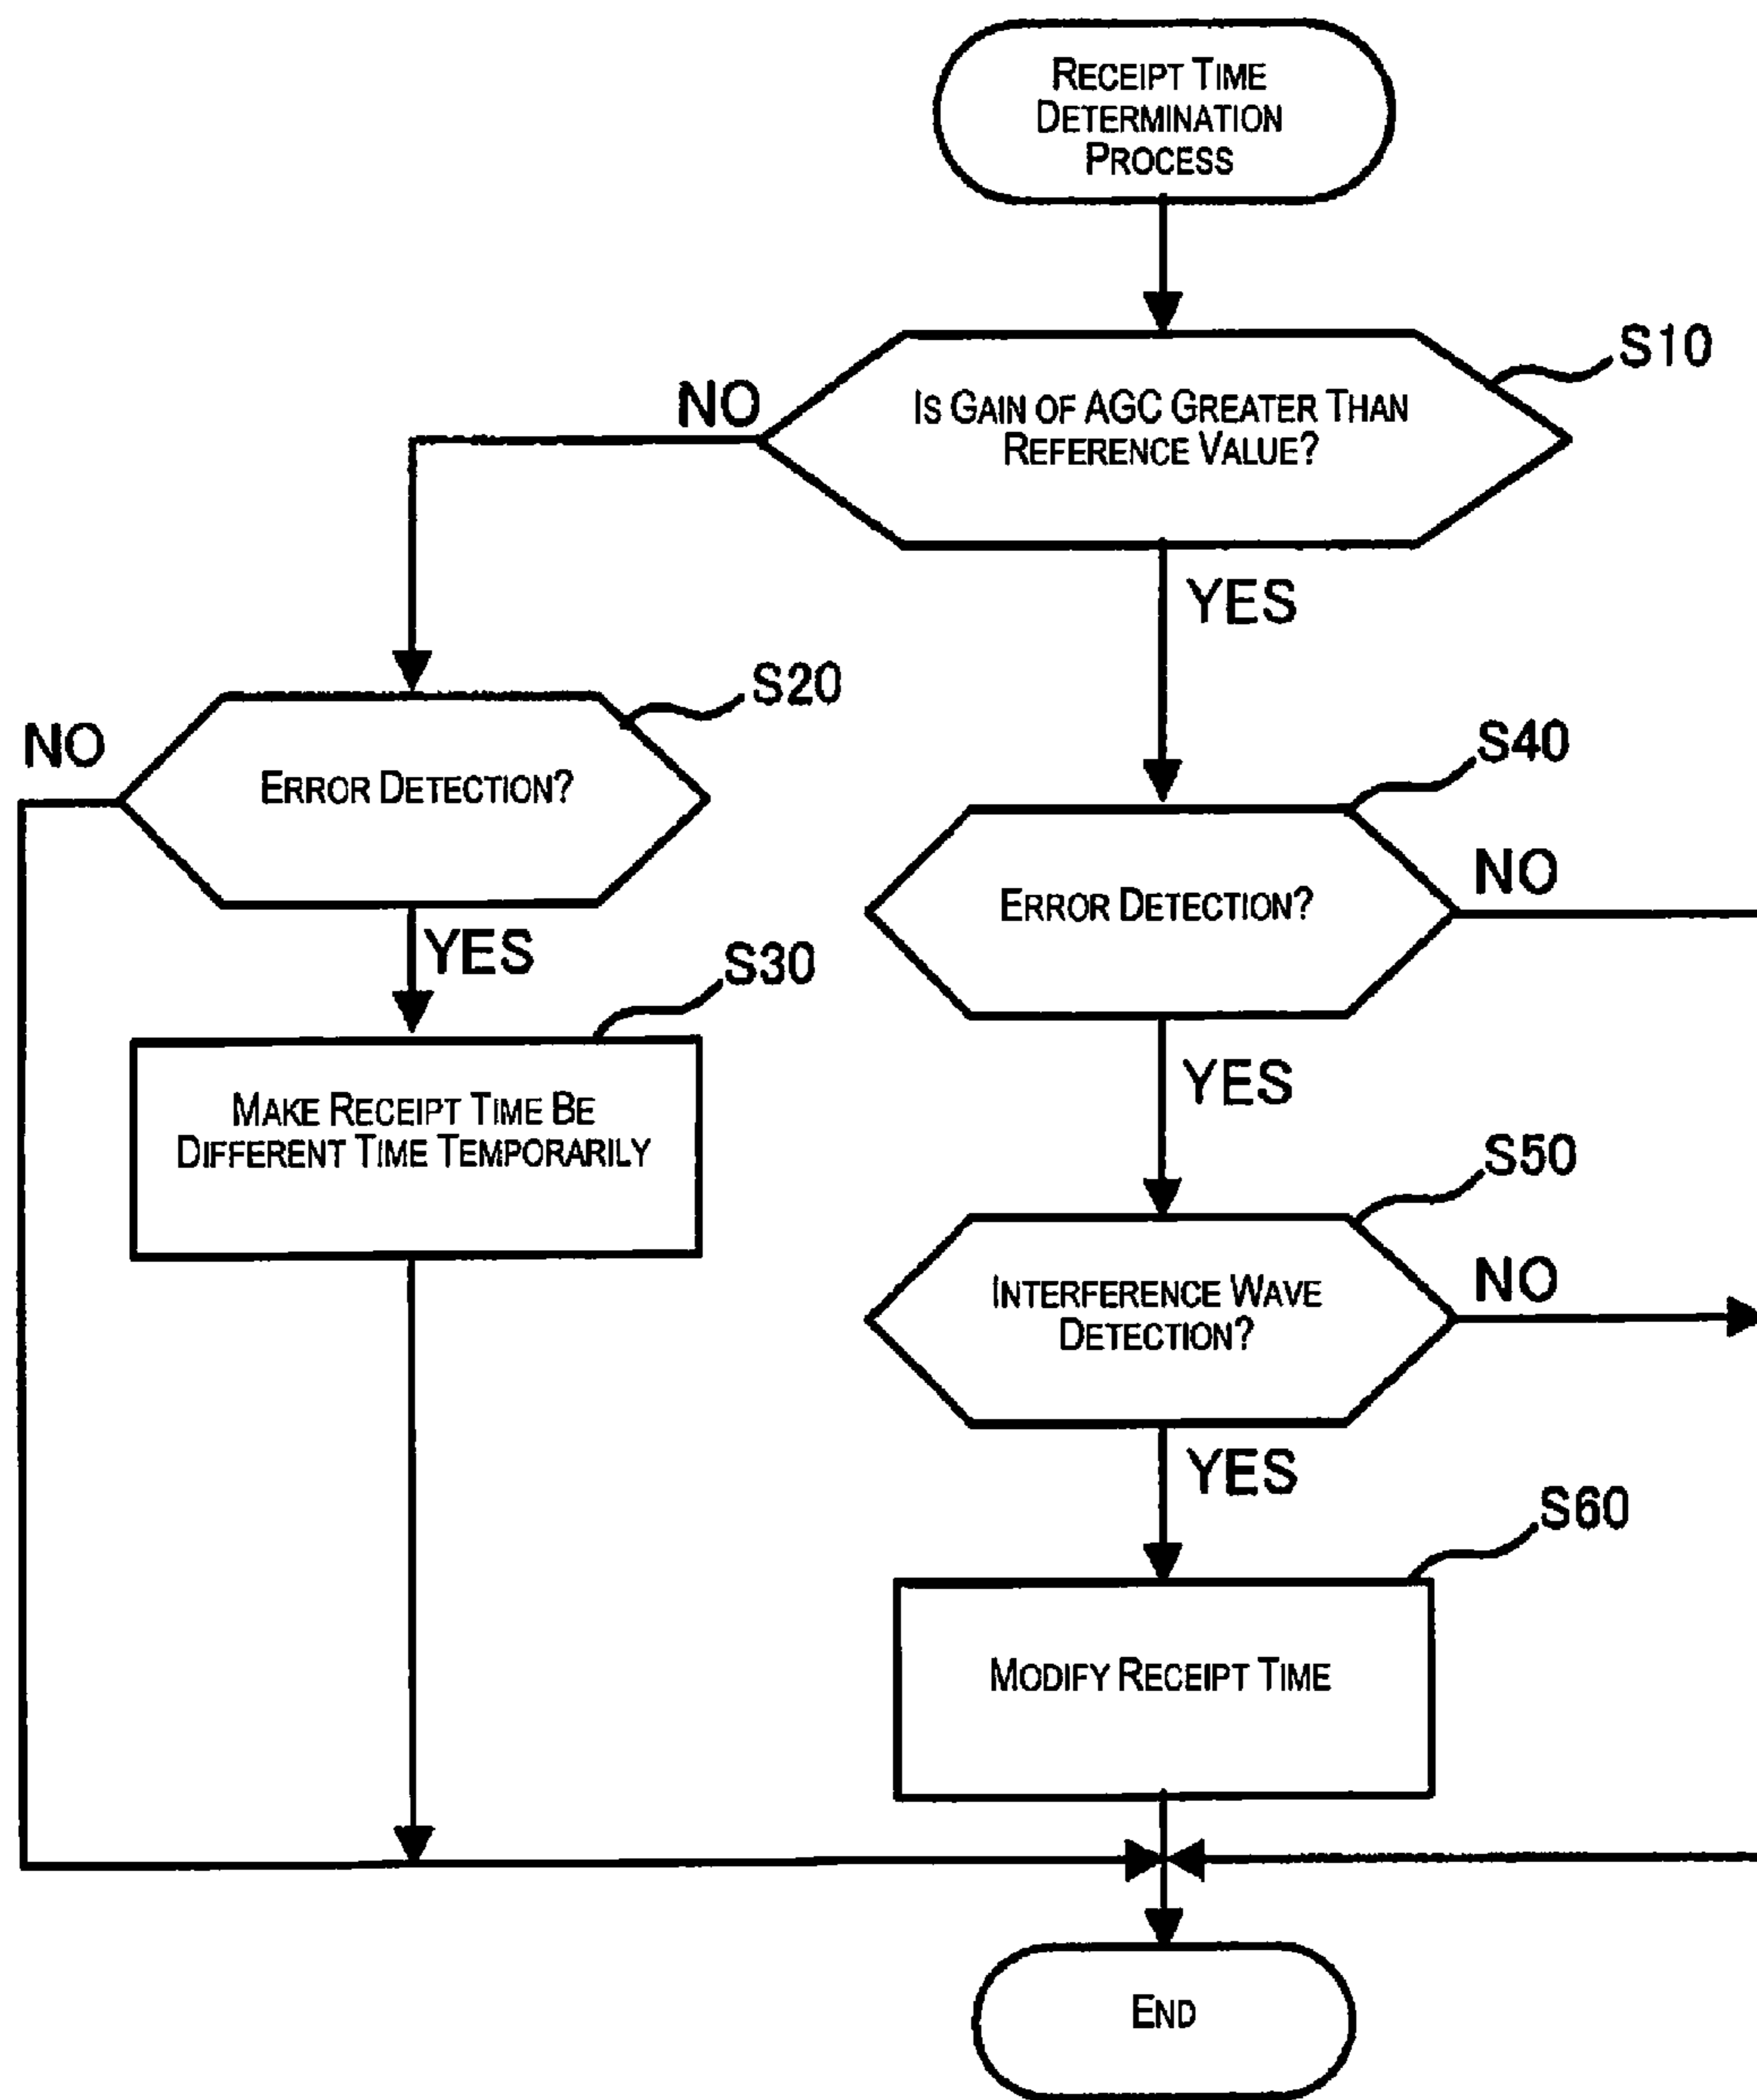 RECEIPT TIME
DETERMINATION
PROCESS
S10
NO
IS GAIN OF AGC GREATER THAN
REFERENCE VALUE?
YES
S20
NO
ERROR DETECTION?
S40
NO
ERROR DETECTION?
YES
S30
MAKE RECEIPT TIME BE
DIFFERENT TIME TEMPORARILY
YES
S50
NO
INTERFERENCE WAVE
DETECTION?
YES
S60
MODIFY RECEIPT TIME
END